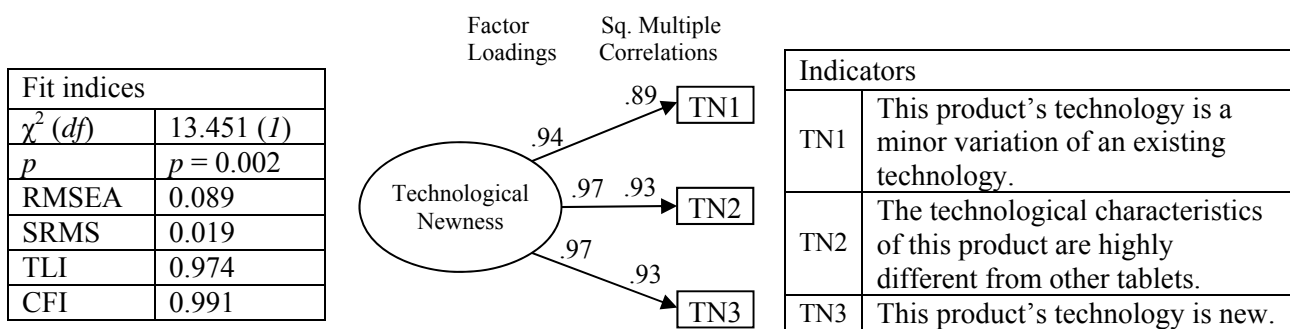 Fit indices
χ² (df) 13.451 (1)
p p = 0.002
RMSEA 0.089
SRMS 0.019
TLI 0.974
CFI 0.991
Factor Loadings
Sq. Multiple Correlations
Technological
Newness
.94 .89 TN1
.97 .93 TN2
.97 .93 TN3
Indicators
TN1 This product’s technology is a
minor variation of an existing
technology.
TN2 The technological characteristics
of this product are highly
different from other tablets.
TN3 This product’s technology is new.